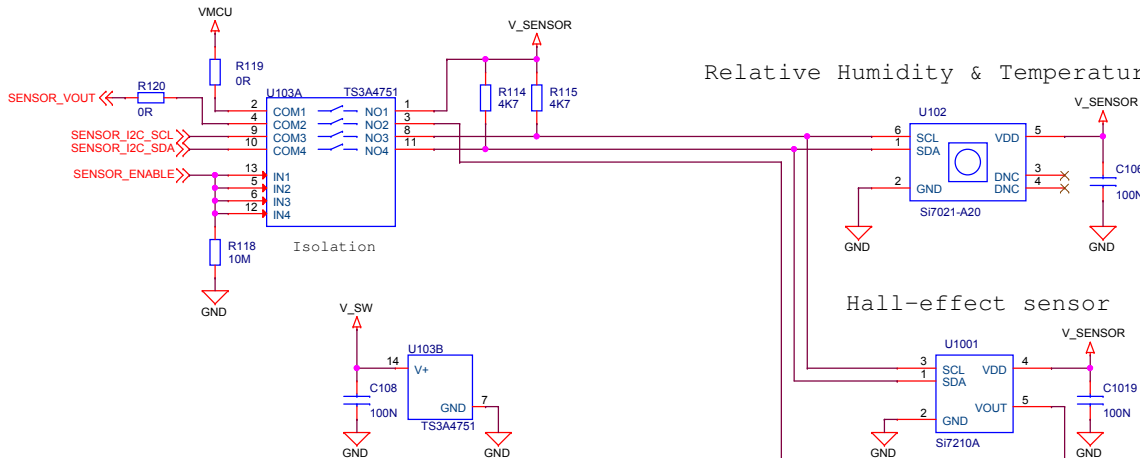 VMCU
V_SENSOR
R119
0R
R120
0R
SENSOR_VOUT
SENSOR_I2C_SCL
SENSOR_I2C_SDA
SENSOR_ENABLE
U103A
TS3A4751
2 COM1 NO1 1
4 COM2 NO2 3
9 COM3 NO3 8
10 COM4 NO4 11
13 IN1
5 IN2
6 IN3
12 IN4
Isolation
R118
10M
GND
R114
4K7
R115
4K7
Relative Humidity & Temperatur
U102
V_SENSOR
6 SCL VDD 5
1 SDA
DNC 3
2 GND DNC 4
Si7021-A20
C106
100N
GND
GND
V_SW
U103B
14 V+
GND 7
TS3A4751
C108
100N
GND
GND
Hall-effect sensor
U1001
V_SENSOR
3 SCL VDD 4
1 SDA
VOUT 5
2 GND
Si7210A
C1019
100N
GND
GND